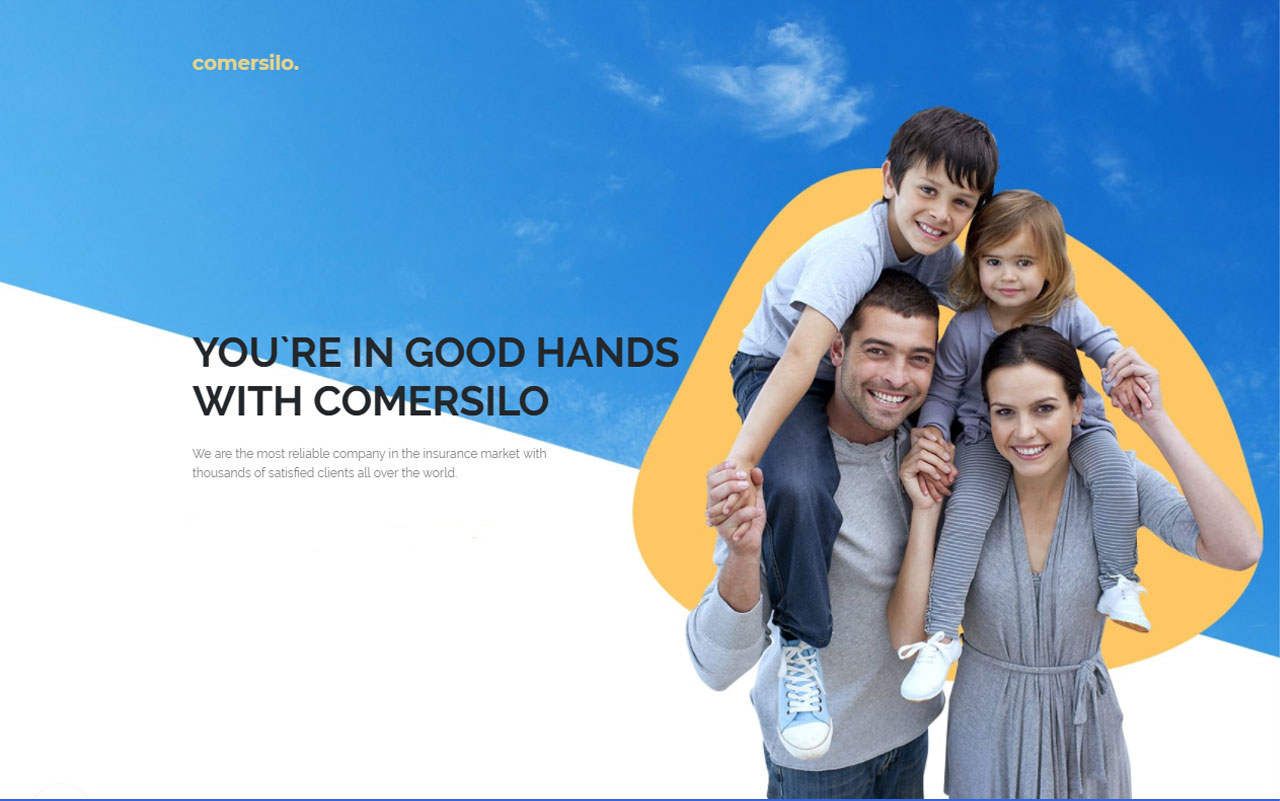 comersilo.
YOU`RE IN GOOD HANDS
WITH COMERSILO
We are the most reliable company in the insurance market with
thousands of satisfied clients all over the world.